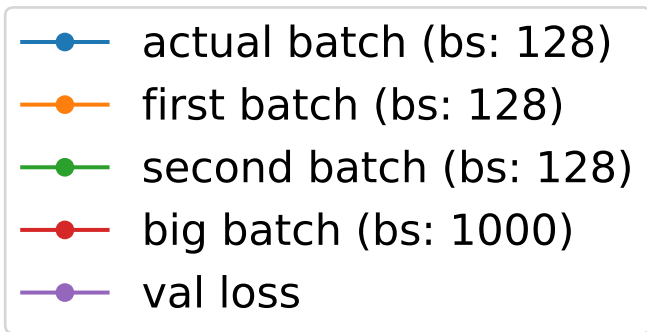 actual batch (bs: 128)
first batch (bs: 128)
second batch (bs: 128)
big batch (bs: 1000)
val loss